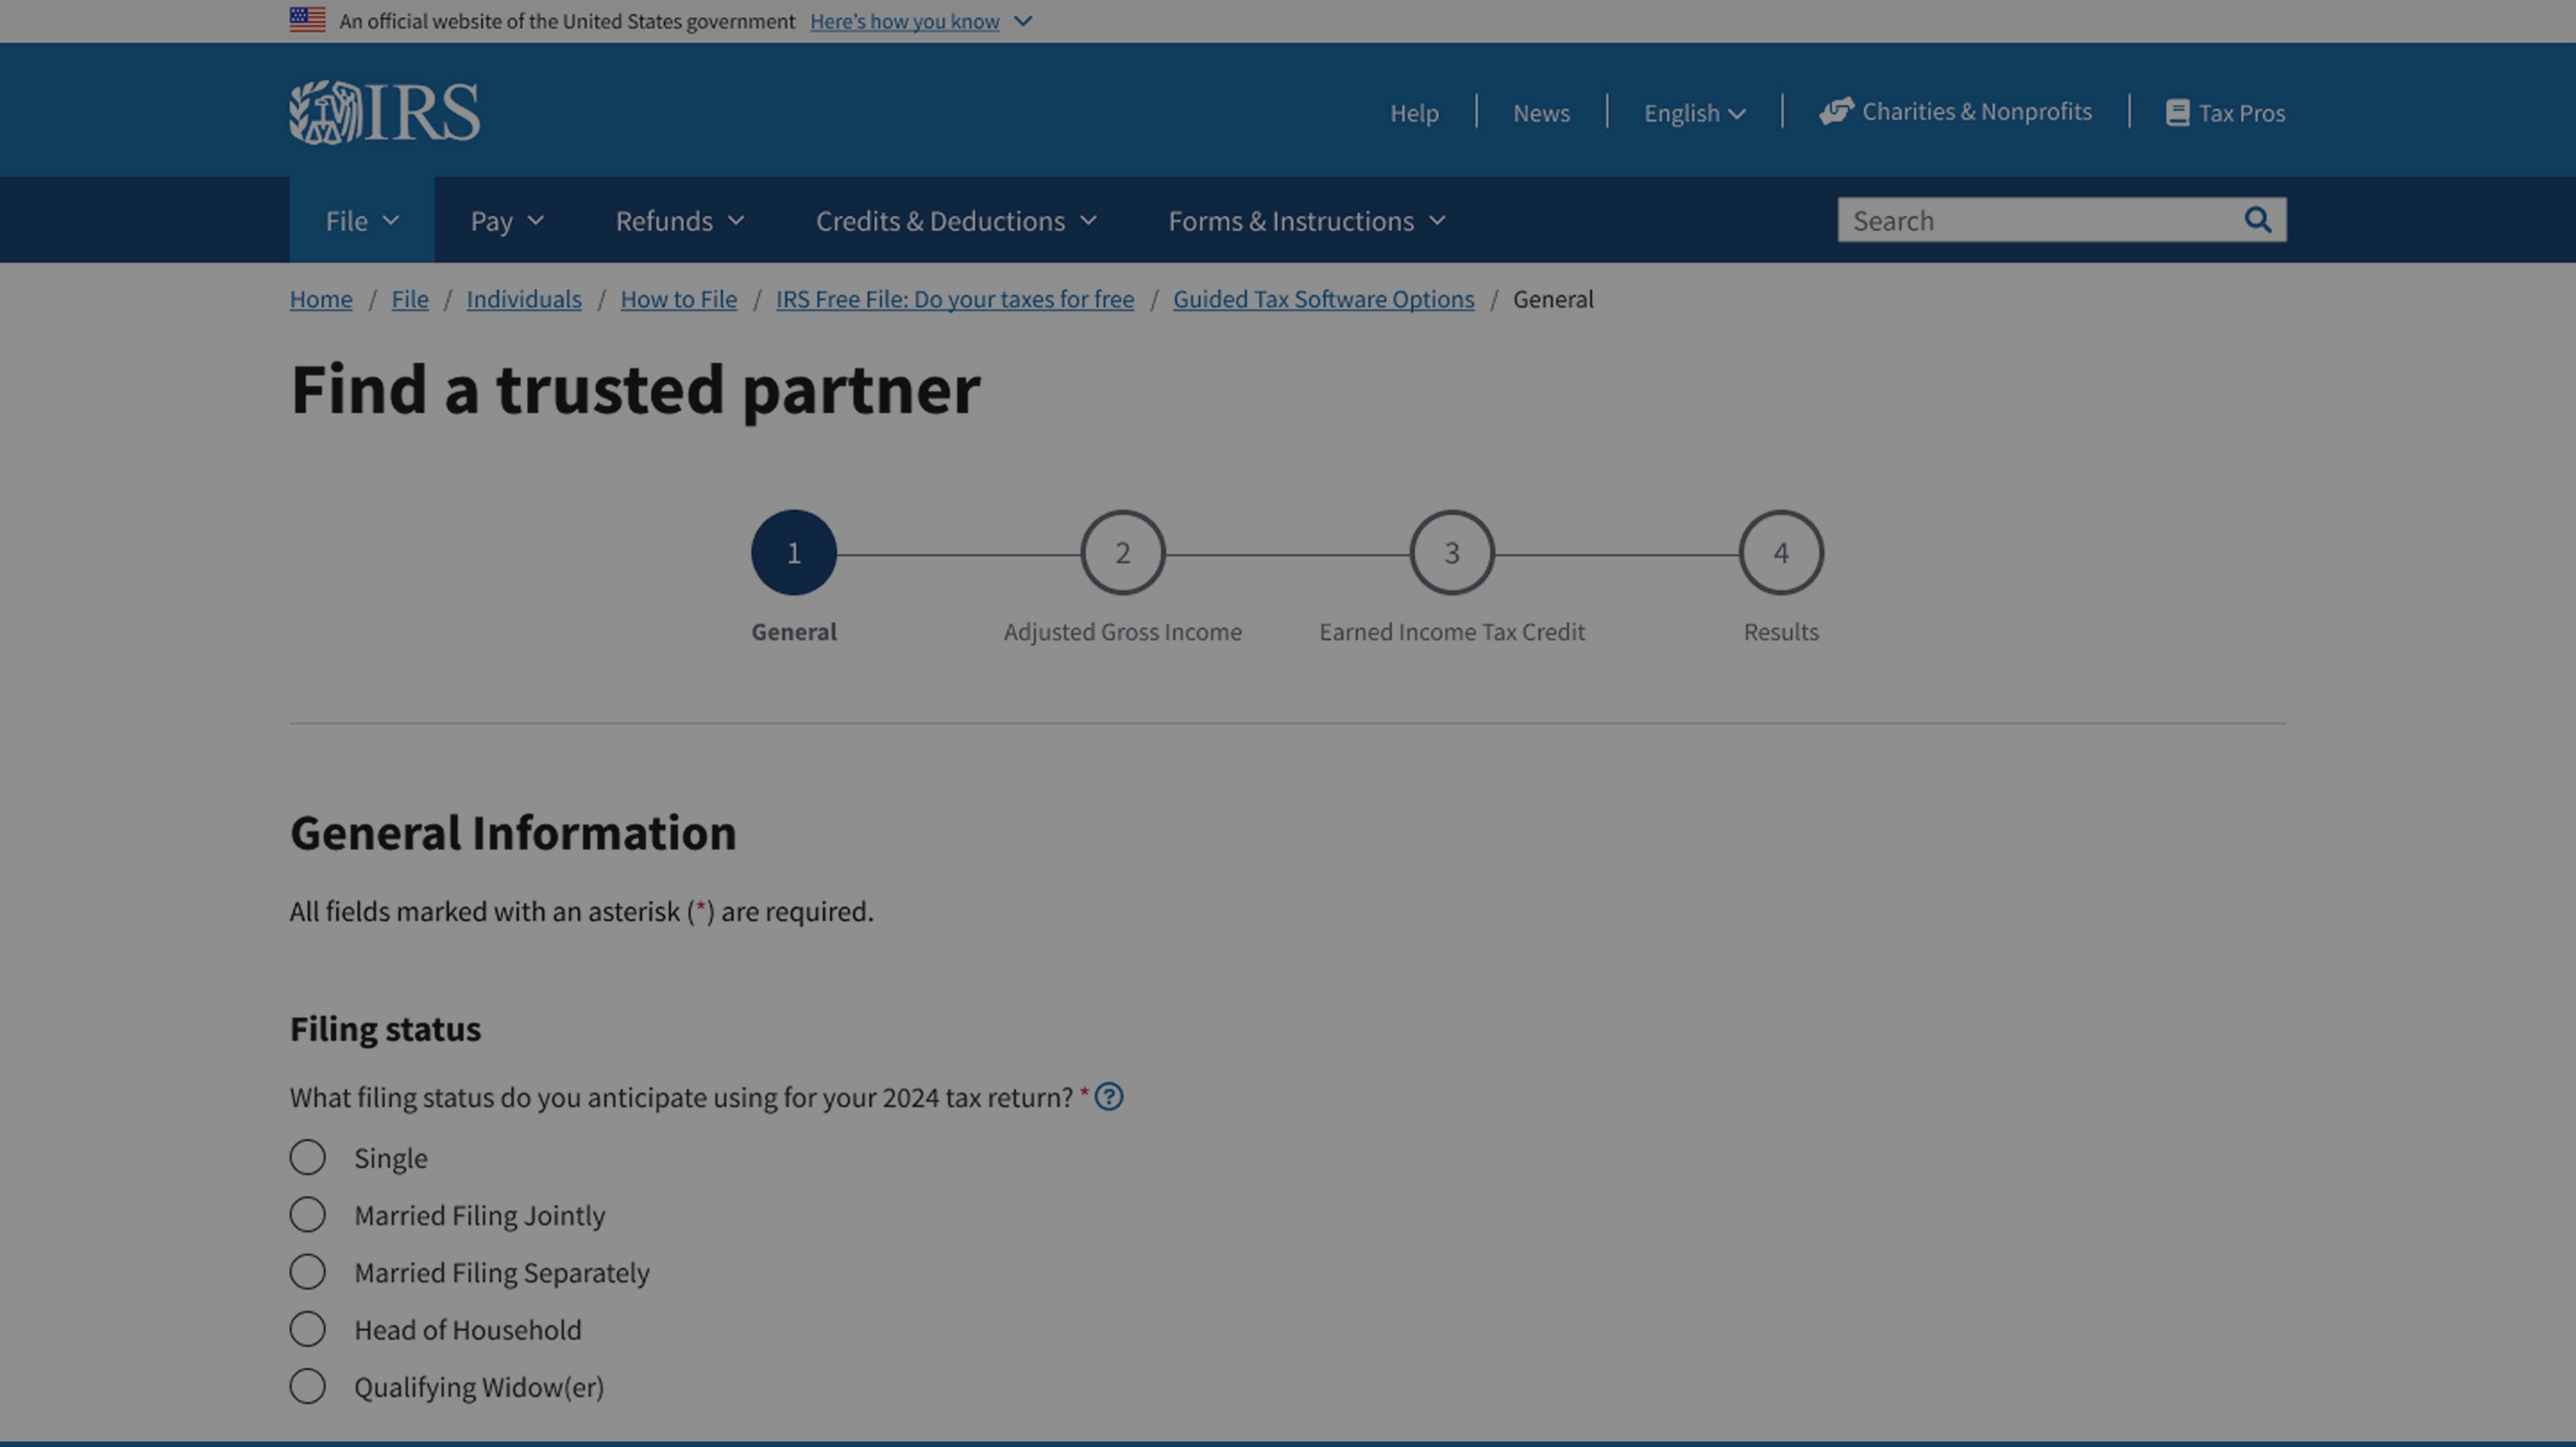 An official website of the United States government Here's how you know
IRS
Help News English Charities & Nonprofits Tax Pros
File Pay Refunds Credits & Deductions Forms & Instructions Search
Home / File / Individuals / How to File / IRS Free File: Do your taxes for free / Guided Tax Software Options / General
Find a trusted partner
1 2 3 4
General Adjusted Gross Income Earned Income Tax Credit Results
General Information
All fields marked with an asterisk (*) are required.
Filing status
What filing status do you anticipate using for your 2024 tax return? * ?
Single
Married Filing Jointly
Married Filing Separately
Head of Household
Qualifying Widow(er)